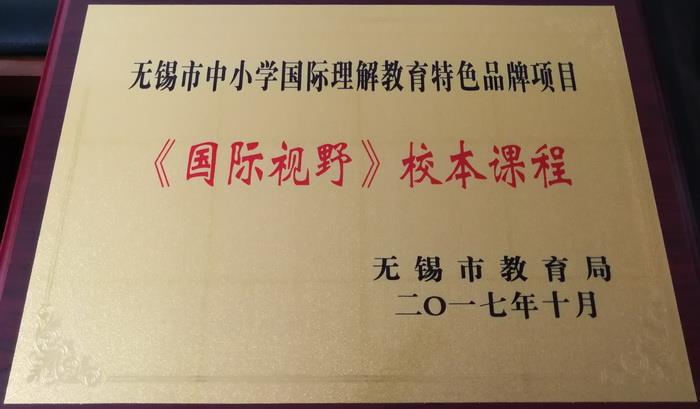 无锡市中小学国际理解教育特色品牌项目
《国际视野》校本课程
无锡市教育局
二〇一七年十月